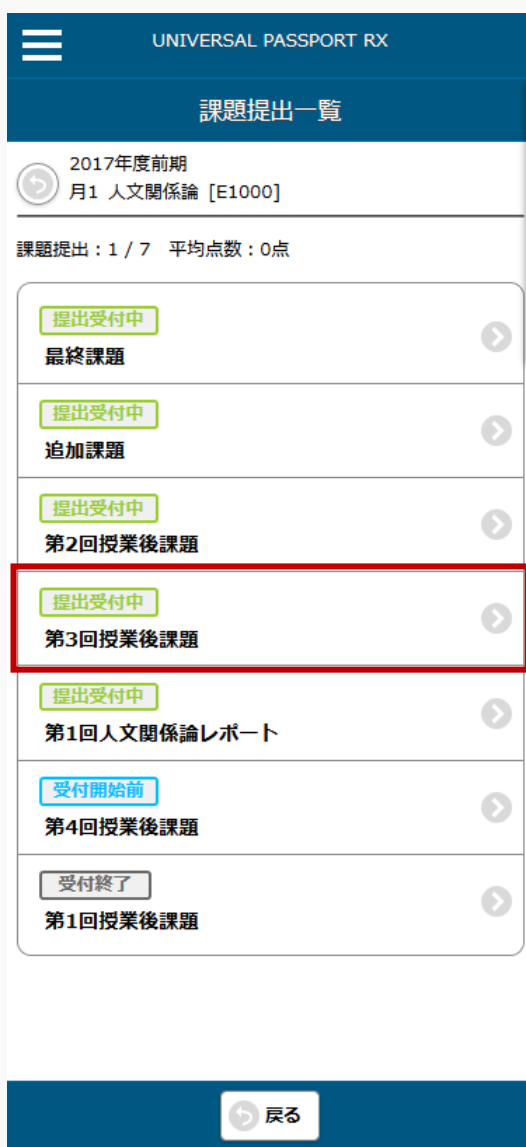 UNIVERSAL PASSPORT RX
課題提出一覧
2017年度前期
月1 人文関係論 [E1000]
課題提出:1 / 7 平均点数:0点
提出受付中
最終課題
提出受付中
追加課題
提出受付中
第2回授業後課題
提出受付中
第3回授業後課題
提出受付中
第1回人文関係論レポート
受付開始前
第4回授業後課題
受付終了
第1回授業後課題
戻る